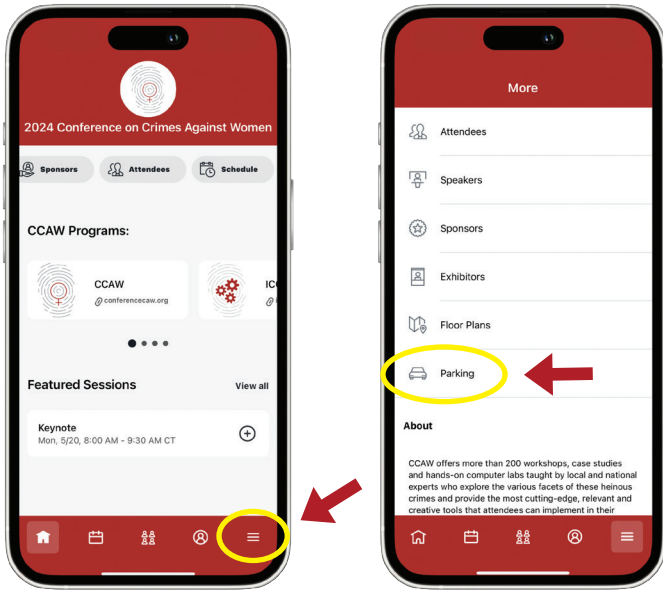 2024 Conference on Crimes Against Women
Sponsors
Attendees
Schedule
CCAW Programs:
CCAW
conferencecaw.org
IC
i
Featured Sessions
View all
Keynote
Mon, 5/20, 8:00 AM - 9:30 AM CT
More
Attendees
Speakers
Sponsors
Exhibitors
Floor Plans
Parking
About
CCAW offers more than 200 workshops, case studies
and hands-on computer labs taught by local and national
experts who explore the various facets of these heinous
crimes and provide the most cutting-edge, relevant and
creative tools that attendees can implement in their